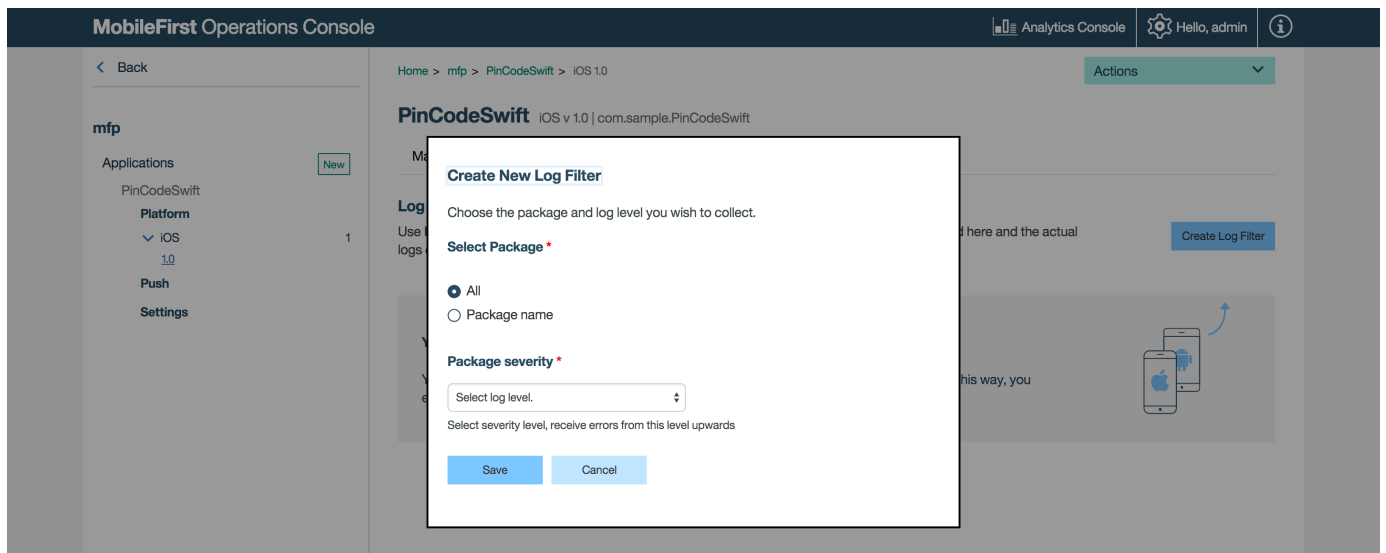 MobileFirst Operations Console
Analytics Console
Hello, admin
Back
Home > mfp > PinCodeSwift > iOS 1.0
Actions
mfp
PinCodeSwift iOS v 1.0 | com.sample.PinCodeSwift
Applications
New
PinCodeSwift
Platform
iOS 1
1.0
Push
Settings
Log
Use
logs
here and the actual
Create Log Filter
his way, you
Create New Log Filter
Choose the package and log level you wish to collect.
Select Package *
All
Package name
Package severity *
Select log level.
Select severity level, receive errors from this level upwards
Save
Cancel